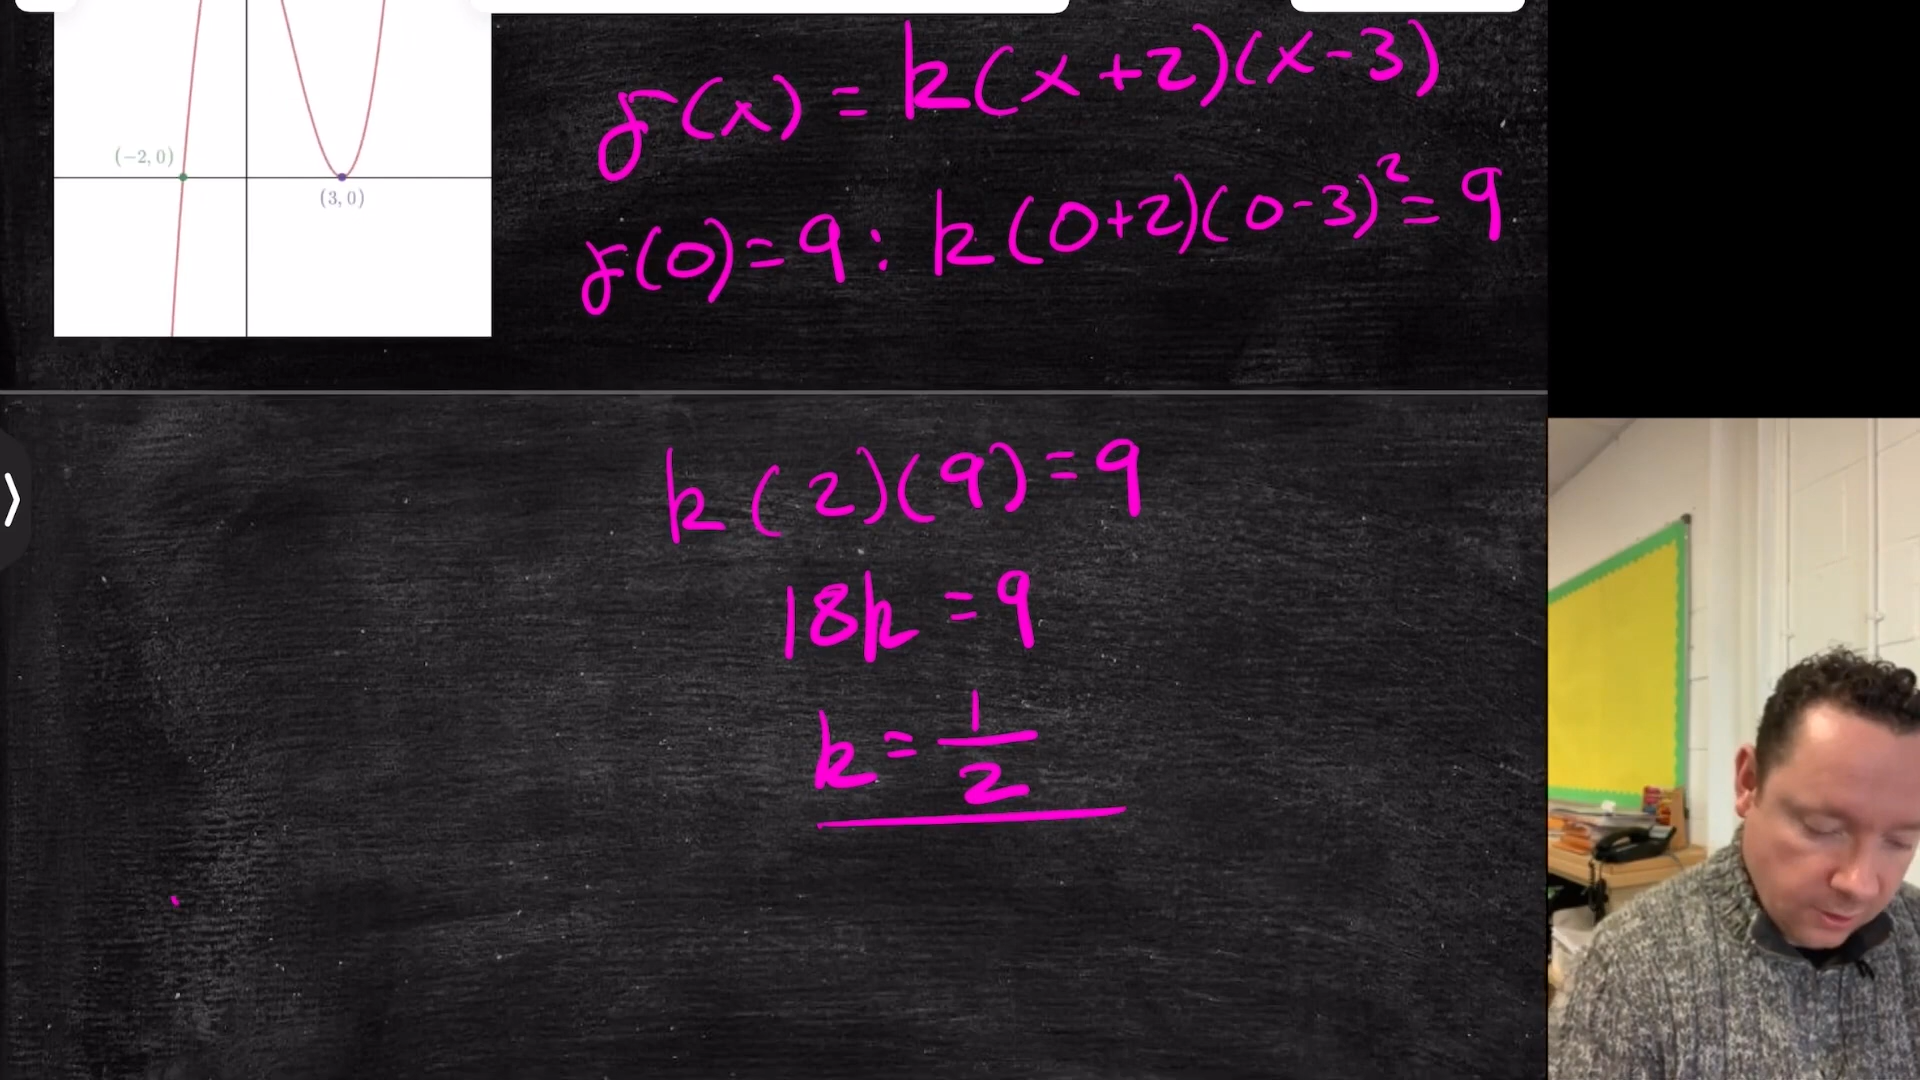 f(x) = k(x+2)(x-3)
f(0) = 9 : k(0+2)(0-3)² = 9
(-2, 0)
(3, 0)
k(2)(9) = 9
18k = 9
k = 1/2